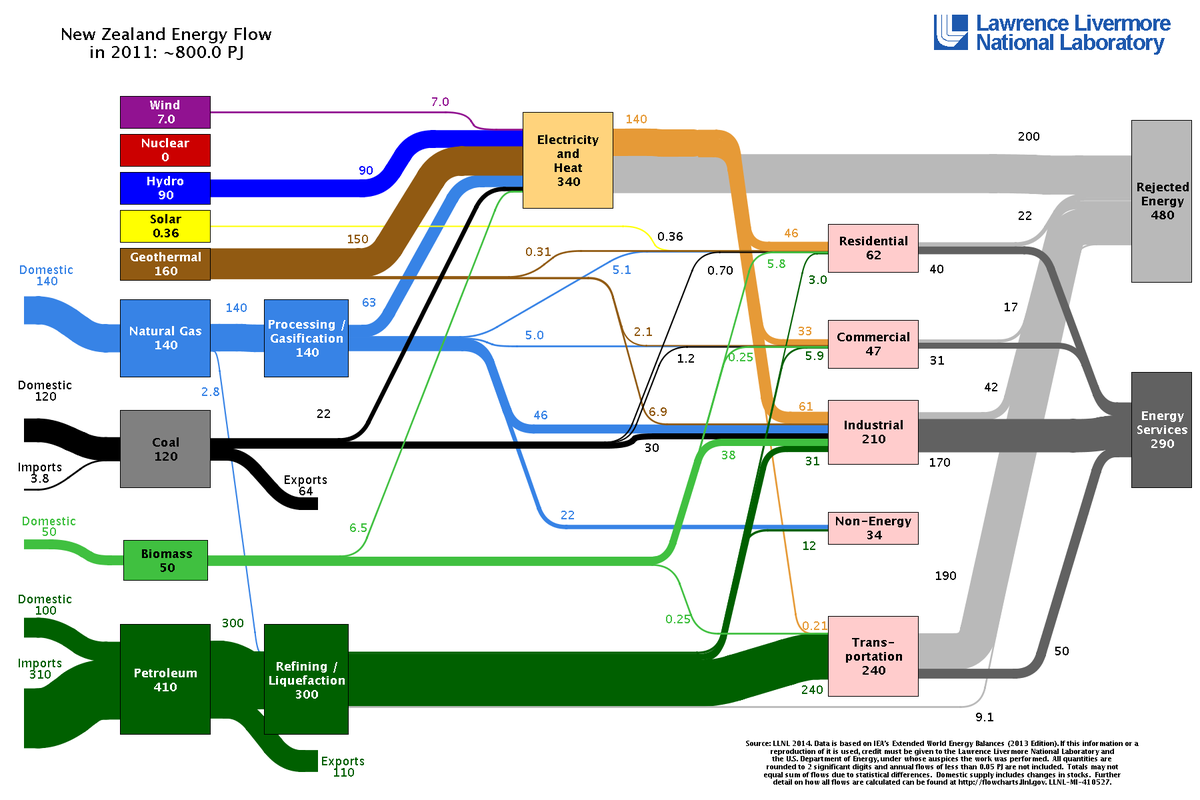 New Zealand Energy Flow
in 2011: ~800.0 PJ
Lawrence Livermore
National Laboratory
Wind
7.0
7.0
Nuclear
0
Hydro
90
90
Solar
0.36
0.36
Geothermal
160
150
0.31
2.1
6.9
Electricity
and
Heat
340
140
200
Rejected
Energy
480
Domestic
140
Natural Gas
140
140
Processing /
Gasification
140
63
5.1
5.0
46
22
2.8
Domestic
120
Imports
3.8
Coal
120
22
Exports
64
0.70
1.2
30
Domestic
50
Biomass
50
6.5
5.8
0.25
38
0.25
Domestic
100
Imports
310
Petroleum
410
300
Refining /
Liquefaction
300
Exports
110
3.0
5.9
31
12
240
46
33
61
0.21
Residential
62
22
40
Commercial
47
17
31
Industrial
210
42
170
Non-Energy
34
Trans-
portation
240
190
50
9.1
Energy
Services
290
Source: LLNL 2014. Data is based on IEA's Extended World Energy Balances (2013 Edition). If this information or a
reproduction of it is used, credit must be given to the Lawrence Livermore National Laboratory and
the U.S. Department of Energy, under whose auspices the work was performed. All quantities are
rounded to 2 significant digits and annual flows of less than 0.05 PJ are not included. Totals may not
equal sum of flows due to statistical differences. Domestic supply includes changes in stocks. Further
detail on how all flows are calculated can be found at http://flowcharts.llnl.gov. LLNL-MI-410527.